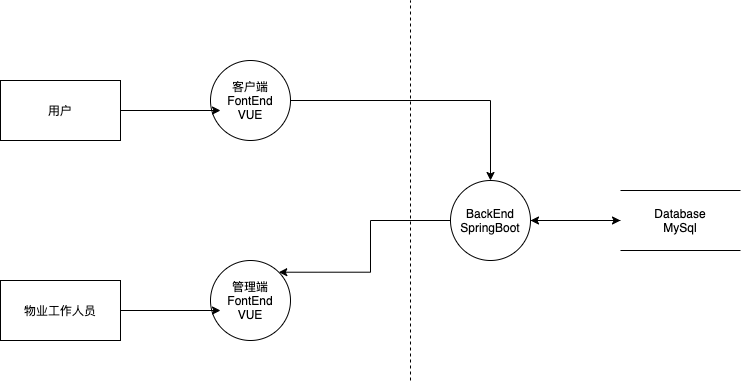 用户
客户端
FontEnd
VUE
BackEnd
SpringBoot
Database
MySql
物业工作人员
管理端
FontEnd
VUE